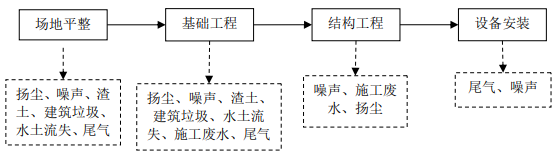 场地平整
基础工程
结构工程
设备安装
扬尘、噪声、渣
土、建筑垃圾、
水土流失、尾气
扬尘、噪声、渣土、
建筑垃圾、水土流
失、施工废水、尾气
噪声、施工废
水、扬尘
尾气、噪声